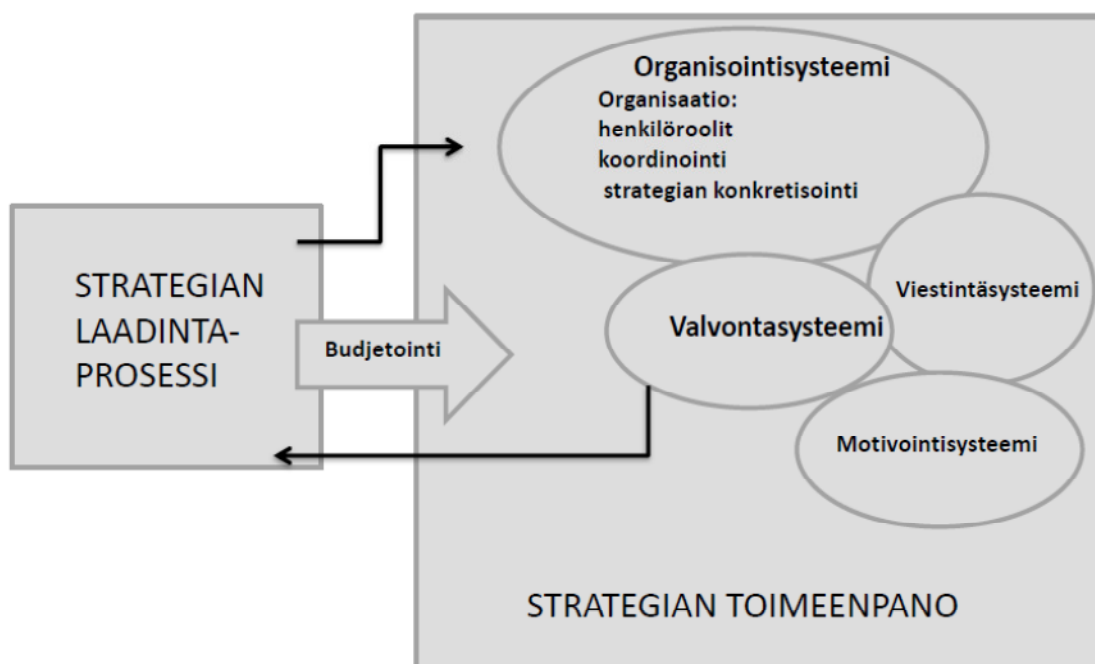 Organisointisysteemi
Organisaatio:
henkilöroolit
koordinointi
strategian konkretisointi
STRATEGIAN
LAADINTA-
PROSESSI
Budjetointi
Valvontasysteemi
Viestintäsysteemi
Motivointisysteemi
STRATEGIAN TOIMEENPANO